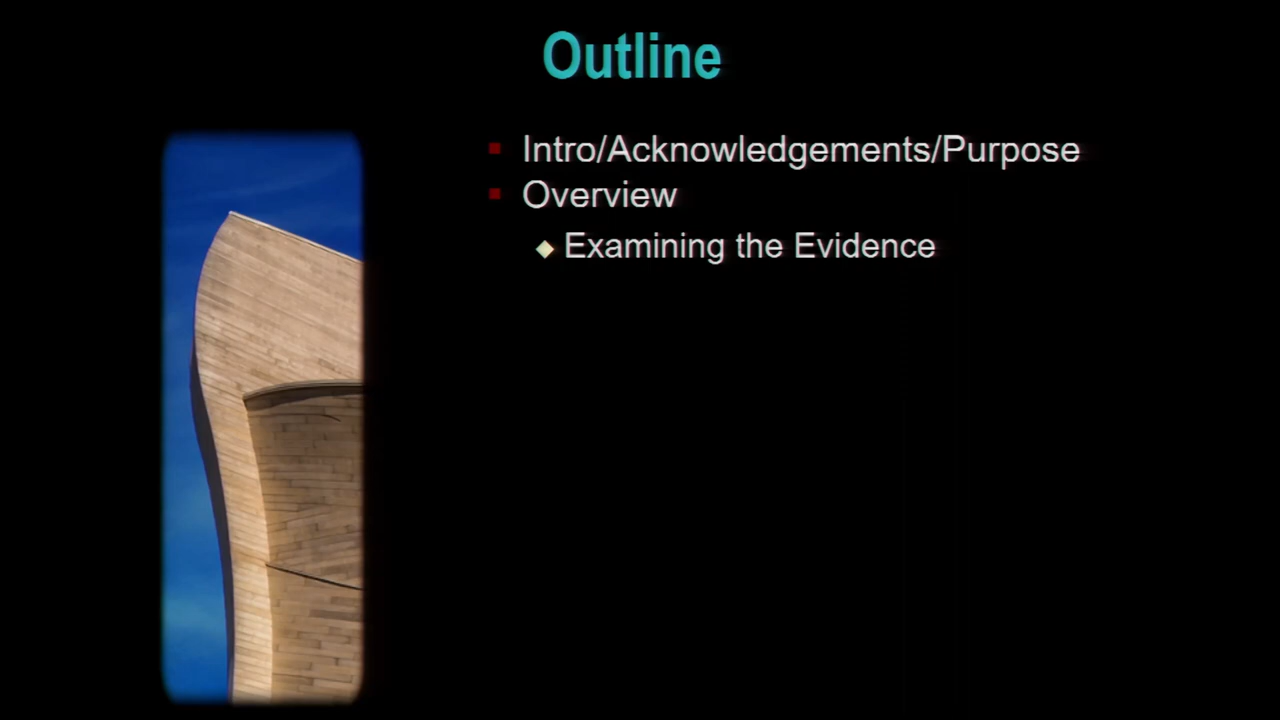 Outline
Intro/Acknowledgements/Purpose
Overview
Examining the Evidence